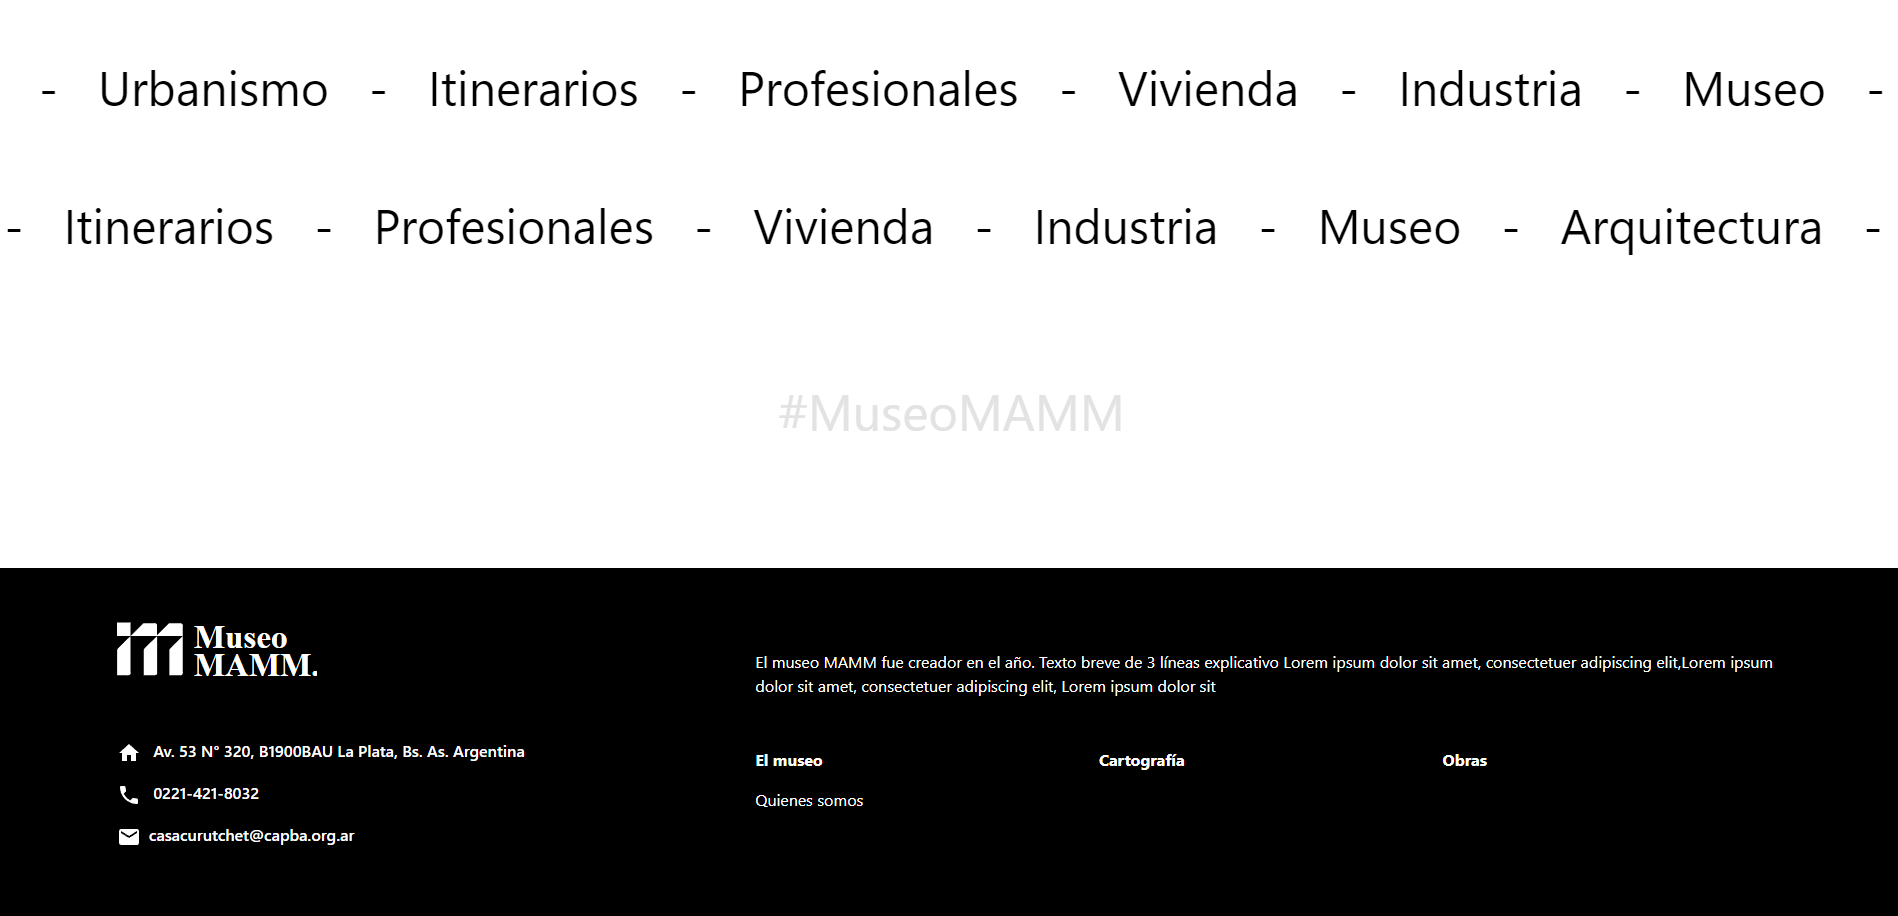 - Urbanismo - Itinerarios - Profesionales - Vivienda - Industria - Museo -
- Itinerarios - Profesionales - Vivienda - Industria - Museo - Arquitectura -
#MuseoMAMM
Museo
MAMM.
Av. 53 N° 320, B1900BAU La Plata, Bs. As. Argentina
0221-421-8032
casacurutchet@capba.org.ar
El museo MAMM fue creador en el año. Texto breve de 3 líneas explicativo Lorem ipsum dolor sit amet, consectetuer adipiscing elit,Lorem ipsum
dolor sit amet, consectetuer adipiscing elit, Lorem ipsum dolor sit
El museo
Quienes somos
Cartografía
Obras